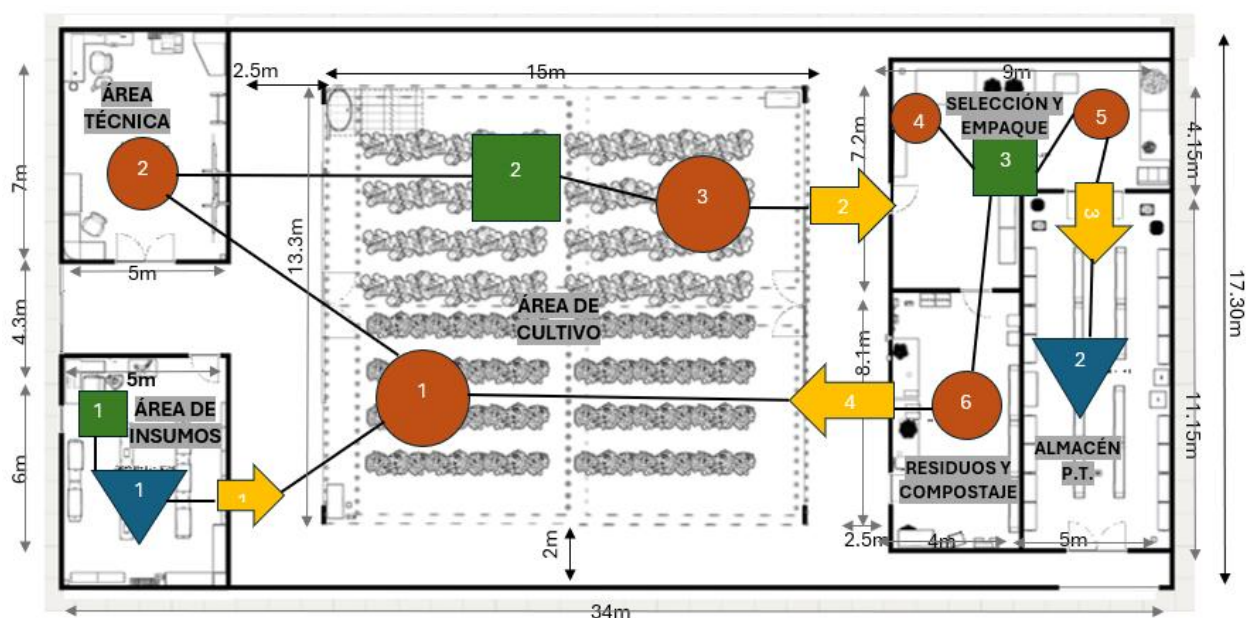 2.5m
15m
9m
ÁREA
TÉCNICA
2
7m
5m
4.3m
2
3
13.3m
ÁREA DE
CULTIVO
2
7.2m
4
SELECCIÓN Y
EMPAQUE
3
5
4.15m
3
17.30m
5m
1
ÁREA DE
INSUMOS
1
1
1
6m
8.1m
4
6
2
11.15m
RESIDUOS Y
COMPOSTAJE
ALMACÉN
P.T.
2m
2.5m
4m
5m
34m